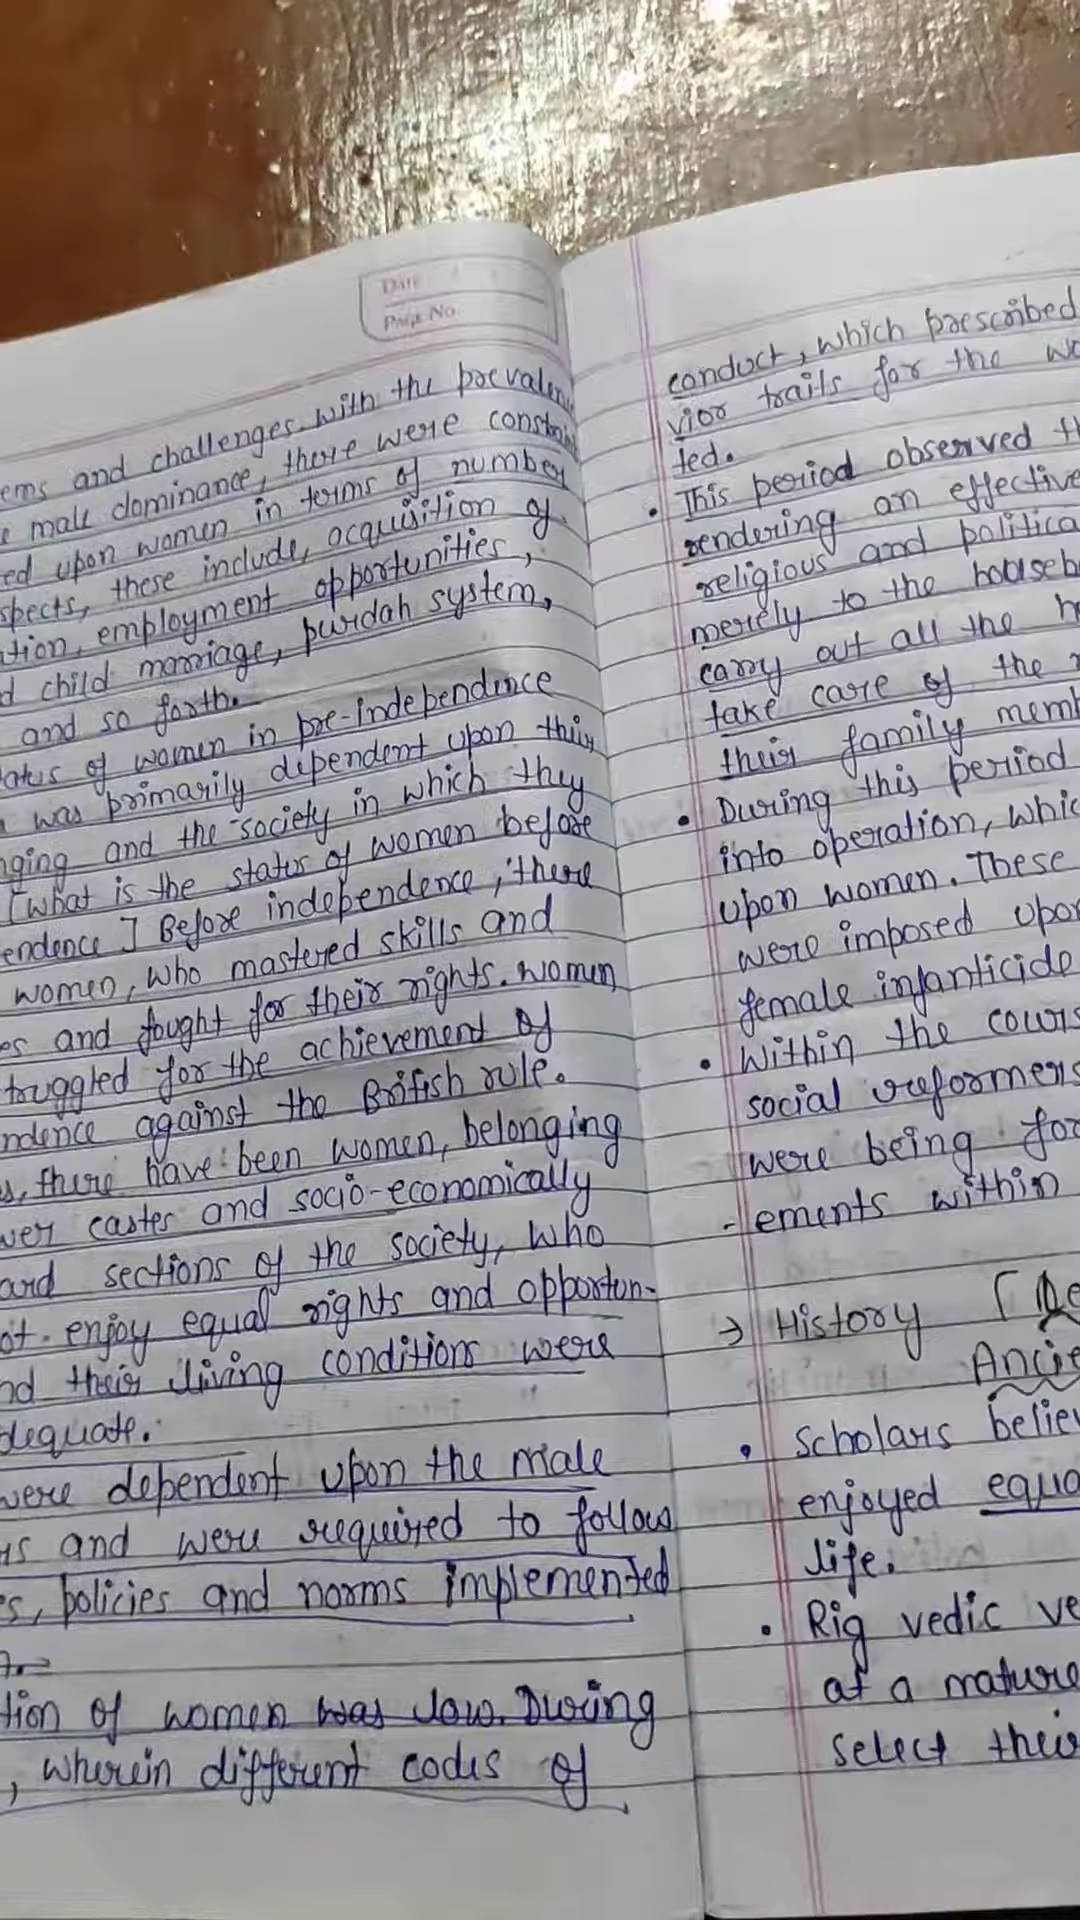 Date
Page No.
ems and challenges with the prevalen
e male dominance, there were constrain
ed upon women in terms of number
spects, these include, acquisition of
ation, employment opportunities,
d child marriage, purdah system,
and so forth.
atus of women in pre-independence
was primarily dependent upon their
nging and the society in which they
[what is the status of women before
endence] Before independence, there
women, who mastered skills and
es and fought for their rights. women
truggled for the achievement of
ndence against the British rule.
s, there have been women, belonging
wer castes and socio-economically
ard sections of the society, who
ot enjoy equal rights and opportun-
nd their living conditions were
dequate.
were dependent upon the male
rs and were required to follow
s, policies and norms implemented
tion of women was low. During
, wherein different codes of
conduct, which prescribed
vior trails for the wo
ted.
• This period observed th
rendering an effective
religious and politica
merely to the househ
carry out all the h
take care of the
their family memb
• During this period
into operation, whic
upon women. These
were imposed upon
female infanticide
• Within the cours
social reformers
were being for
-ements within
→ History [De
Ancie
• scholars believ
enjoyed equa
life.
• Rig vedic ve
at a mature
select their